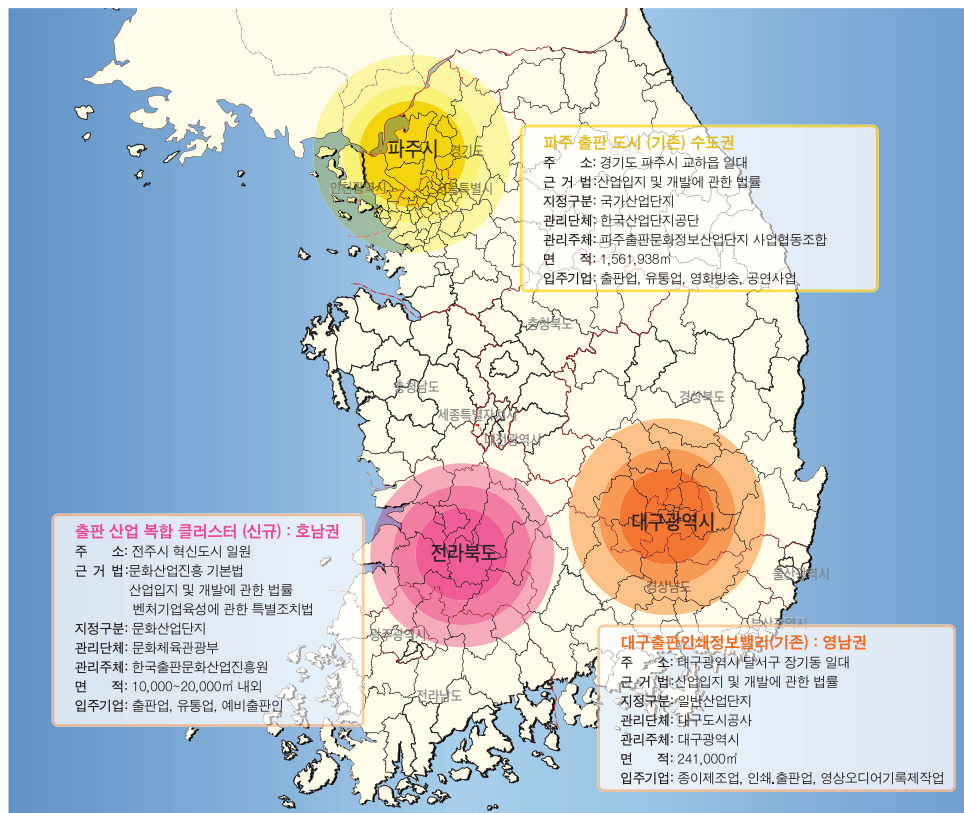 파주시
경기도
인천광역시
서울특별시
파주 출판 도시 (기존) 수도권
주 소: 경기도 파주시 교하읍 일대
근 거 법: 산업입지 및 개발에 관한 법률
지정구분: 국가산업단지
관리단체: 한국산업단지공단
관리주체: 파주출판문화정보산업단지 사업협동조합
면 적: 1,561,938㎡
입주기업: 출판업, 유통업, 영화방송, 공연사업
충청북도
충청남도
경상북도
세종특별자치시
대전광역시
대구광역시
전라북도
출판 산업 복합 클러스터 (신규) : 호남권
주 소: 전주시 혁신도시 일원
근 거 법:문화산업진흥 기본법
산업입지 및 개발에 관한 법률
벤처기업육성에 관한 특별조치법
지정구분: 문화산업단지
관리단체: 문화체육관광부
관리주체: 한국출판문화산업진흥원
면 적: 10,000~20,000㎡ 내외
입주기업: 출판업, 유통업, 예비출판인
울산광역시
경상남도
부산광역시
광주광역시
전라남도
대구출판인쇄정보밸리(기존) : 영남권
주 소: 대구광역시 달서구 장기동 일대
근 거 법: 산업입지 및 개발에 관한 법률
지정구분: 일반산업단지
관리단체: 대구도시공사
관리주체: 대구광역시
면 적: 241,000㎡
입주기업: 종이제조업, 인쇄.출판업, 영상오디어기록제작업